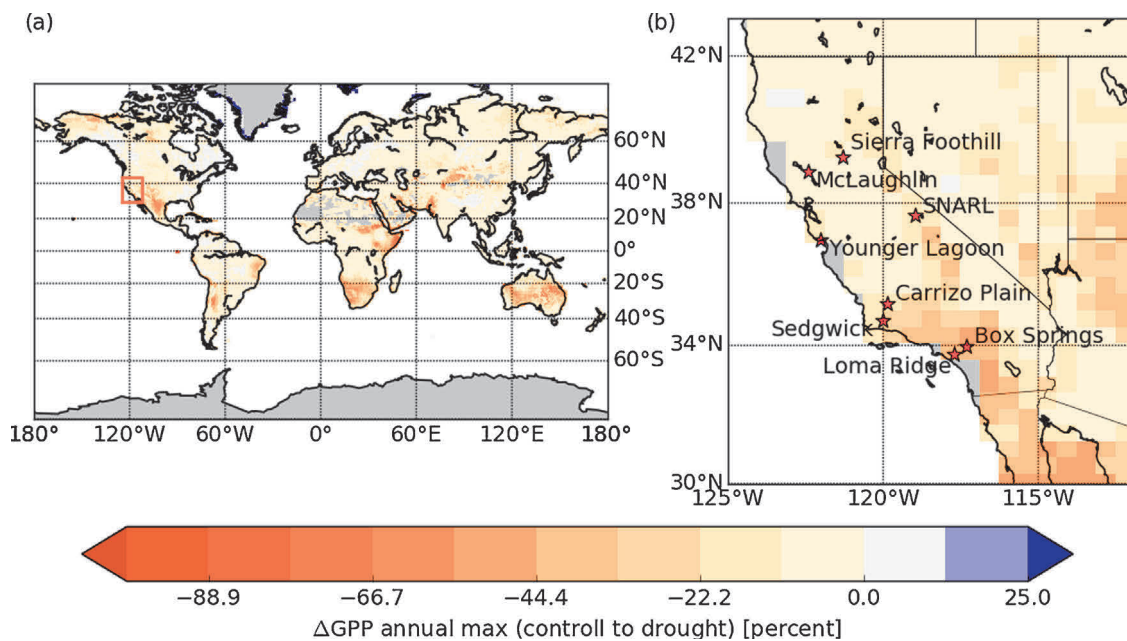 (a)
(b)
60°N
40°N
20°N
0°
20°S
40°S
60°S
180° 120°W 60°W 0° 60°E 120°E 180°
42°N
38°N
34°N
30°N
125°W 120°W 115°W
Sierra Foothill
McLaughlin
SNARL
Younger Lagoon
Carrizo Plain
Sedgwick
Box Springs
Loma Ridge
−88.9 −66.7 −44.4 −22.2 0.0 25.0
ΔGPP annual max (controll to drought) [percent]